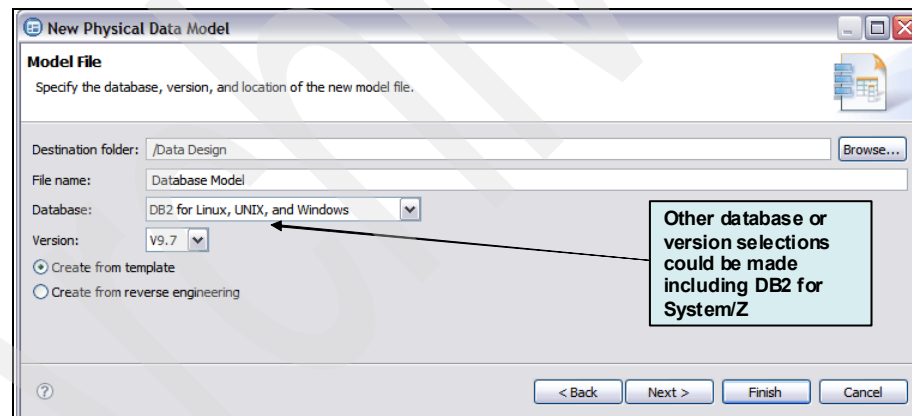 New Physical Data Model
Model File
Specify the database, version, and location of the new model file.
Destination folder: /Data Design Browse...
File name: Database Model
Database: DB2 for Linux, UNIX, and Windows
Version: V9.7
Create from template
Create from reverse engineering
Other database or
version selections
could be made
including DB2 for
System/Z
? < Back Next > Finish Cancel